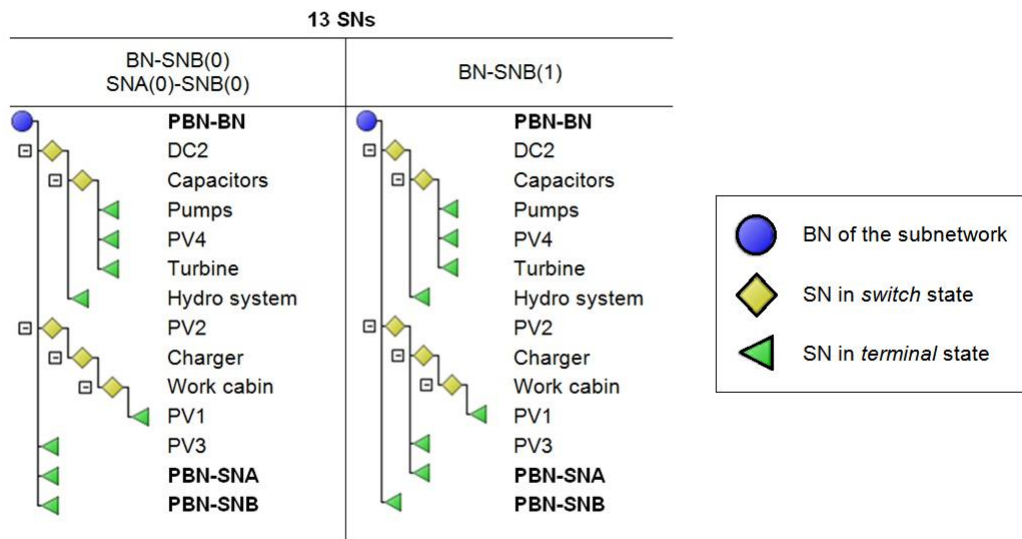 13 SNs
BN-SNB(0)
SNA(0)-SNB(0)
BN-SNB(1)
PBN-BN
DC2
Capacitors
Pumps
PV4
Turbine
Hydro system
PV2
Charger
Work cabin
PV1
PV3
PBN-SNA
PBN-SNB
PBN-BN
DC2
Capacitors
Pumps
PV4
Turbine
Hydro system
PV2
Charger
Work cabin
PV1
PV3
PBN-SNA
PBN-SNB
BN of the subnetwork
SN in switch state
SN in terminal state